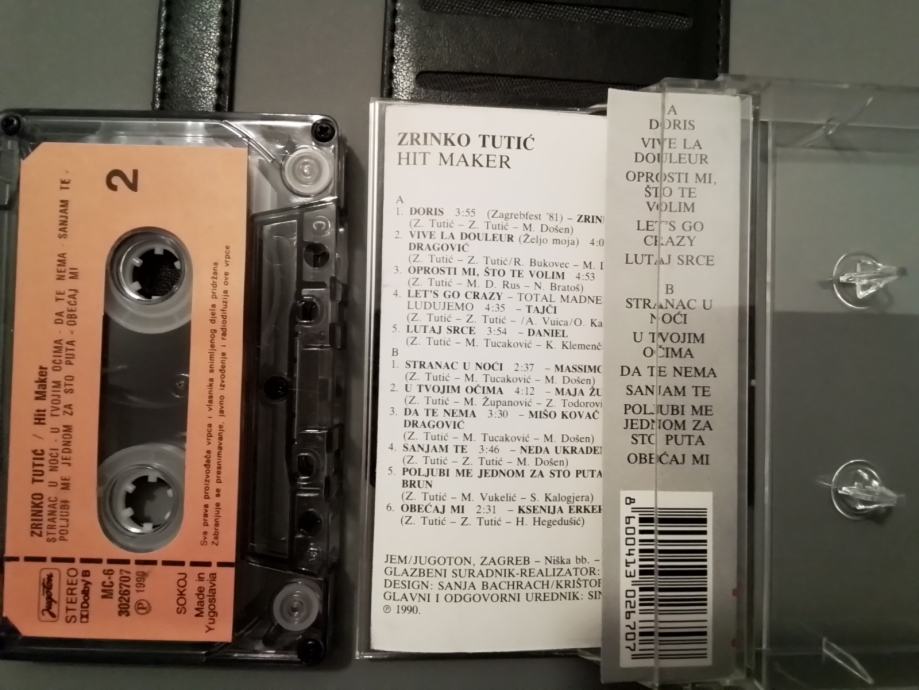 2
ZRINKO TUTIĆ / Hit Maker
STRANAC U NOĆI - U TVOJIM OČIMA - DA TE NEMA - SANJAM TE -
POLJUBI ME JEDNOM ZA STO PUTA - OBEĆAJ MI
Sva prava proizvođača vrpca i vlasnika snimljenog djela pridržana.
Zabranjuje se presnimavanje, javno izvođenje i radiodifuzija ove vrpce
Jugoton
STEREO
Dolby B
MC-6
3026707
Ⓟ 1990
SOKOJ
Made in
Yugoslavia
C
ZRINKO TUTIĆ
HIT MAKER
A
1. DORIS 3:55 (Zagrebfest '81) – ZRIN
(Z. Tutić – Z. Tutić – M. Došen)
2. VIVE LA DOULEUR (Željo moja) 4:0
DRAGOVIĆ
(Z. Tutić – Z. Tutić/R. Bukovec – M. D
3. OPROSTI MI, ŠTO TE VOLIM 4:53
(Z. Tutić – M. D. Rus – N. Bratoš)
4. LET'S GO CRAZY – TOTAL MADNE
LUDUJEMO 4:35 – TAJČI
(Z. Tutić – Z. Tutić – /A. Vuica/O. Ka
5. LUTAJ SRCE 3:54 – DANIEL
(Z. Tutić – M. Tucaković – K. Klemenč
B
1. STRANAC U NOĆI 2:37 – MASSIMO
(Z. Tutić – M. Tucaković – M. Došen)
2. U TVOJIM OČIMA 4:12 – MAJA ŽU
(Z. Tutić – M. Županović – Z. Todorovi
3. DA TE NEMA 3:30 – MIŠO KOVAČ
DRAGOVIĆ
(Z. Tutić – M. Tucaković – M. Došen)
4. SANJAM TE 3:46 – NEDA UKRADEN
(Z. Tutić – Z. Tutić – M. Došen)
5. POLJUBI ME JEDNOM ZA STO PUTA
BRUN
(Z. Tutić – M. Vukelić – S. Kalogjera)
6. OBEĆAJ MI 2:31 – KSENIJA ERKER
(Z. Tutić – Z. Tutić – H. Hegedušić)
JEM/JUGOTON, ZAGREB – Niška bb. –
GLAZBENI SURADNIK-REALIZATOR:
DESIGN: SANJA BACHRACH/KRIŠTOF
GLAVNI I ODGOVORNI UREDNIK: SIN
Ⓟ 1990.
A
DORIS
VIVE LA
DOULEUR
OPROSTI MI,
ŠTO TE
VOLIM
LET'S GO
CRAZY
LUTAJ SRCE
B
STRANAC U
NOĆI
U TVOJIM
OČIMA
DA TE NEMA
SANJAM TE
POLJUBI ME
JEDNOM ZA
STO PUTA
OBEĆAJ MI
8 600413 026707